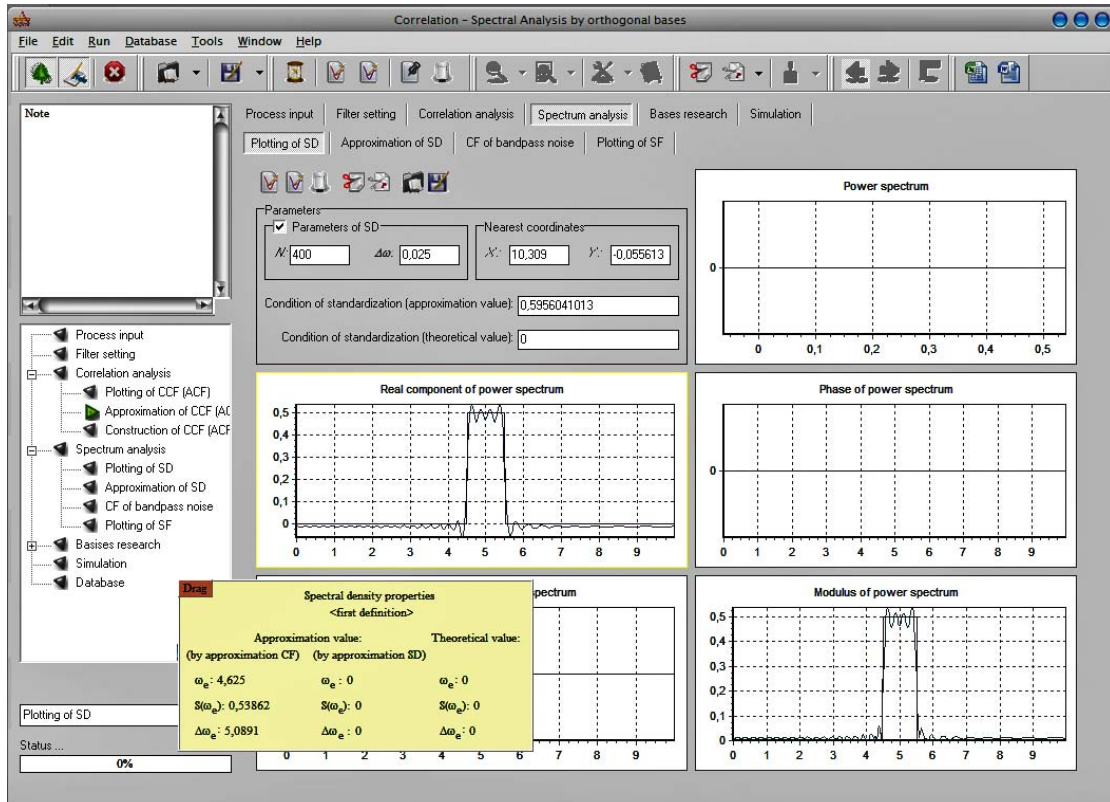 Correlation - Spectral Analysis by orthogonal bases
File Edit Run Database Tools Window Help
Note
Process input Filter setting Correlation analysis Spectrum analysis Bases research Simulation
Plotting of SD Approximation of SD CF of bandpass noise Plotting of SF
Parameters
Parameters of SD
N: 400 Δω: 0,025
Nearest coordinates
X: 10,309 Y: -0,055613
Condition of standardization (approximation value): 0,5956041013
Condition of standardization (theoretical value): 0
Power spectrum
0
0 0,1 0,2 0,3 0,4 0,5
Process input
Filter setting
Correlation analysis
Plotting of CCF (ACF)
Approximation of CCF (AC
Construction of CCF (ACF
Spectrum analysis
Plotting of SD
Approximation of SD
CF of bandpass noise
Plotting of SF
Basises research
Simulation
Database
Real component of power spectrum
0,5
0,4
0,3
0,2
0,1
0
0 1 2 3 4 5 6 7 8 9
Phase of power spectrum
0
0 1 2 3 4 5 6 7 8 9
Drag
Spectral density properties
<first definition>
Approximation value: Theoretical value:
(by approximation CF) (by approximation SD)
ωe: 4,625 ωe: 0 ωe: 0
S(ωe): 0,53862 S(ωe): 0 S(ωe): 0
Δωe: 5,0891 Δωe: 0 Δωe: 0
spectrum
0 1 2 3 4 5 6 7 8 9
Modulus of power spectrum
0,5
0,4
0,3
0,2
0,1
0
0 1 2 3 4 5 6 7 8 9
Plotting of SD
Status ...
0%